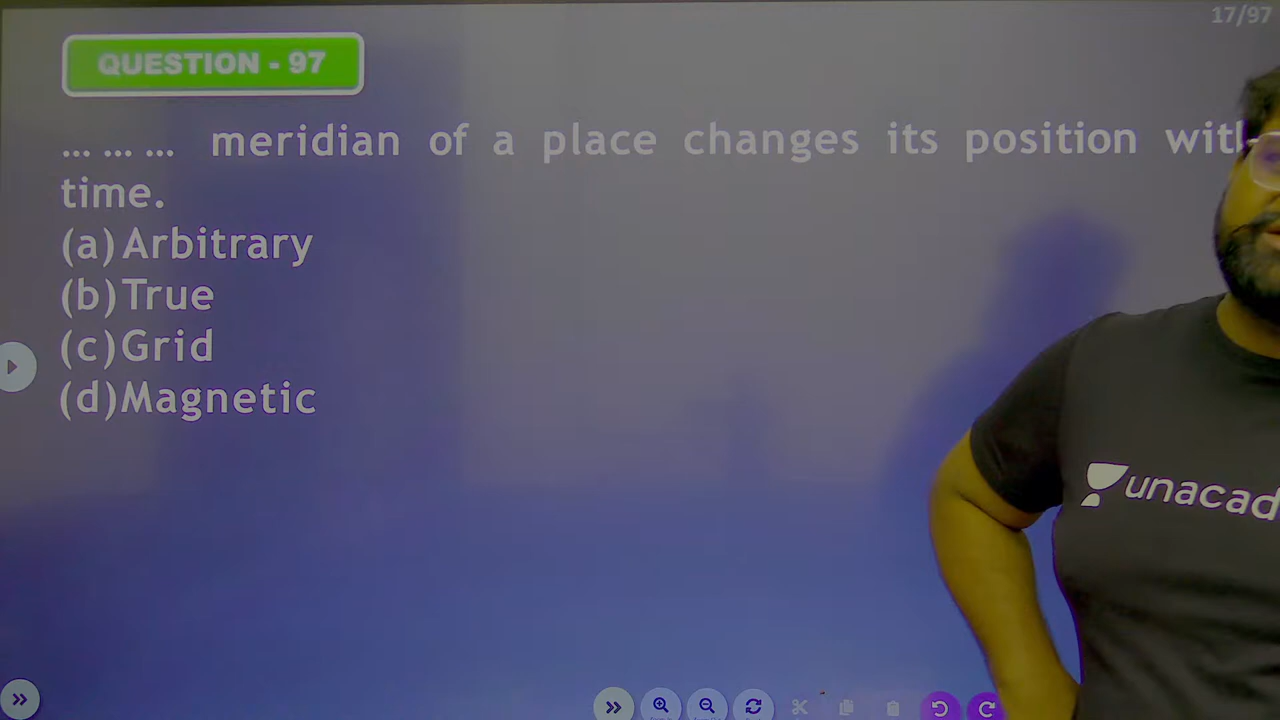 17/97
QUESTION - 97
... ... ... meridian of a place changes its position with
time.
(a) Arbitrary
(b) True
(c) Grid
(d) Magnetic
unacad